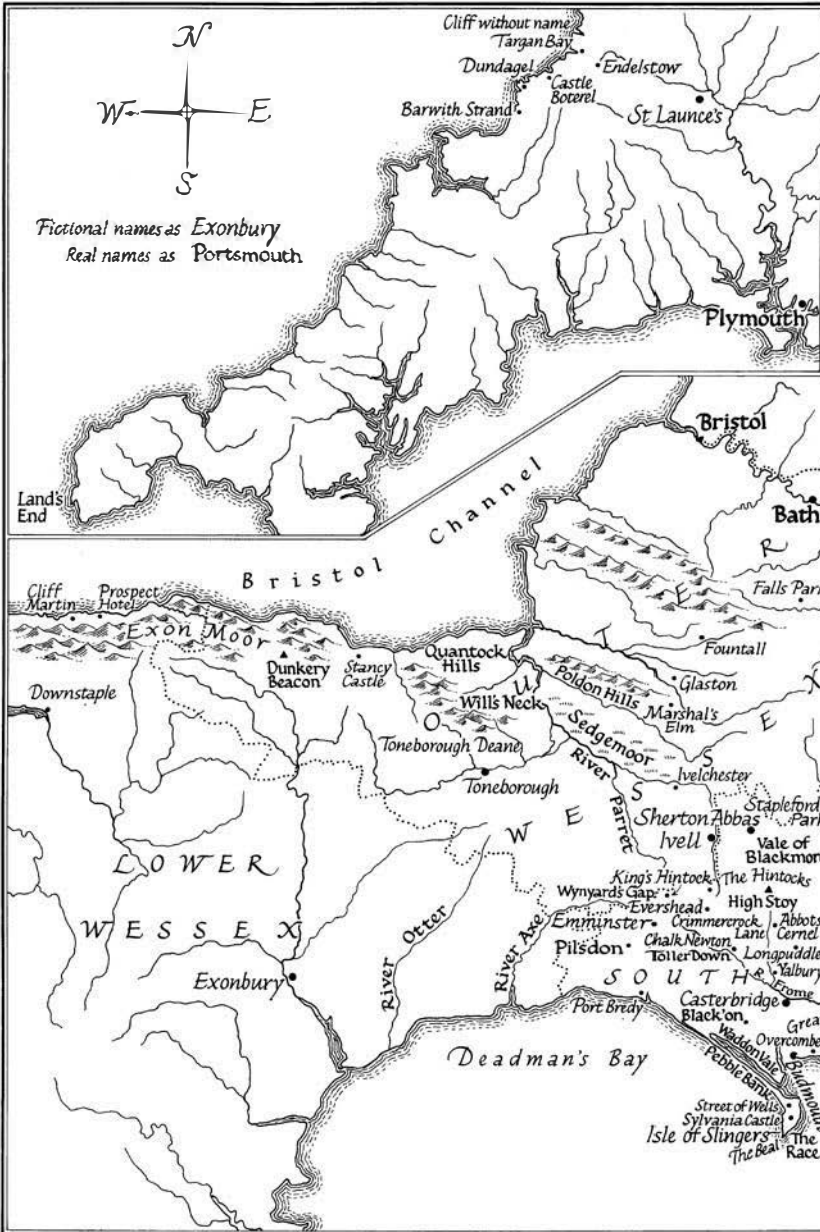 Cliff without name
Targan Bay
Dundagel
Endelstow
Castle
Boterel
Barwith Strand
St Launce's
N
W
E
S
Fictional names as Exonbury
Real names as Portsmouth
Plymouth
Land's
End
Bristol
Bath
Bristol Channel
Cliff
Martin
Prospect
Hotel
Exon Moor
Dunkery
Beacon
Stancy
Castle
Quantock
Hills
Falls Park
Fountall
Glaston
Poldon Hills
Marshal's
Elm
Downstaple
Will's Neck
Sedgemoor
Toneborough Deane
Toneborough
River
Parret
Ivelchester
OUTER
WESSEX
Sherton Abbas
Ivell
Stapleford
Park
Vale of
Blackmon
King's Hintock
The Hintocks
Wynyard's Gap
High Stoy
Evershead
Emminster
Crimmercrock
Lane
Abbots
Cernel
Pilsdon
Chalk Newton
Toller Down
Longpuddle
Yalbury
LOWER
WESSEX
River Otter
River Axe
Exonbury
SOUTH
R. Frome
Port Bredy
Casterbridge
Black'on
Grea
Overcombe
Waddon Vale
Budmouth
Pebble Bank
Deadman's Bay
Street of Wells
Sylvania Castle
Isle of Slingers
The Beal
The
Race